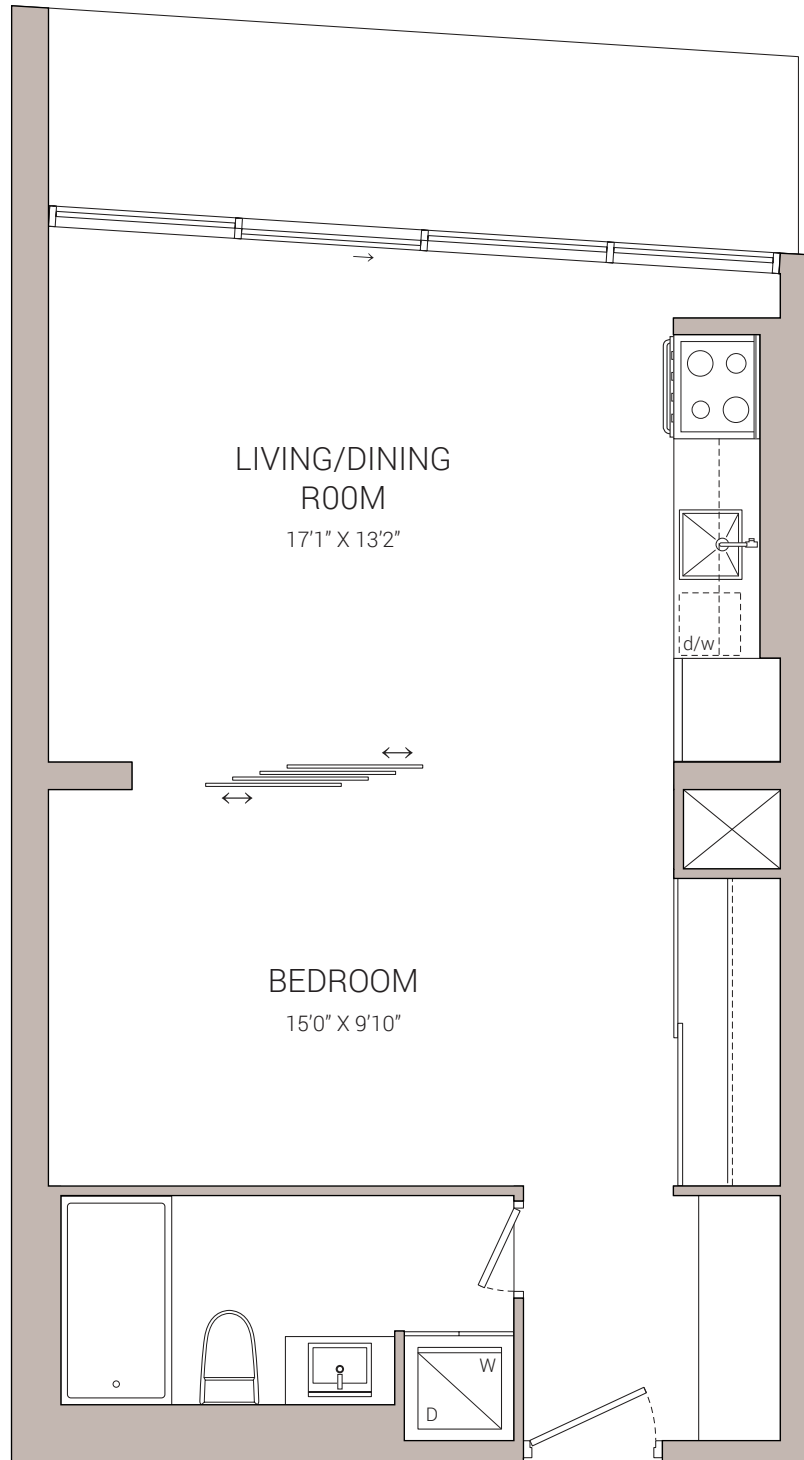 LIVING/DINING
R00M
17'1" X 13'2"
d/w
BEDROOM
15'0" X 9'10"
W
D